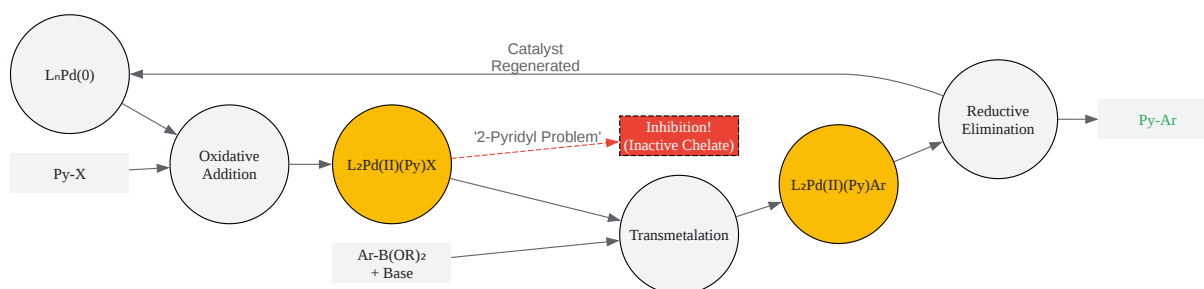 Catalyst
Regenerated
LₙPd(0)
Reductive
Elimination
Py-Ar
'2-Pyridyl Problem'
Inhibition!
(Inactive Chelate)
Oxidative
Addition
L₂Pd(II)(Py)X
Py-X
L₂Pd(II)(Py)Ar
Transmetalation
Ar-B(OR)₂
+ Base